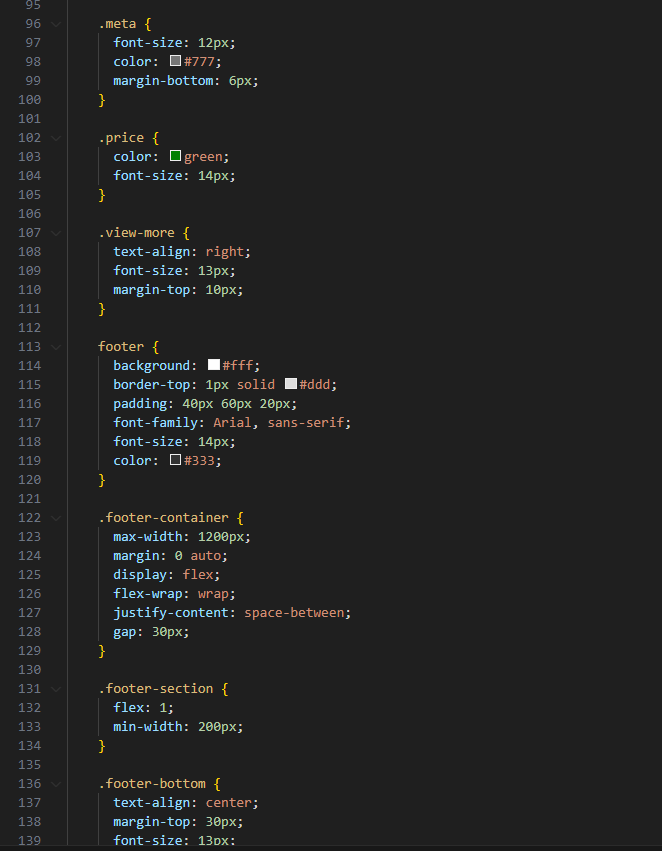 95
96 .meta {
97 font-size: 12px;
98 color: #777;
99 margin-bottom: 6px;
100 }
101
102 .price {
103 color: green;
104 font-size: 14px;
105 }
106
107 .view-more {
108 text-align: right;
109 font-size: 13px;
110 margin-top: 10px;
111 }
112
113 footer {
114 background: #fff;
115 border-top: 1px solid #ddd;
116 padding: 40px 60px 20px;
117 font-family: Arial, sans-serif;
118 font-size: 14px;
119 color: #333;
120 }
121
122 .footer-container {
123 max-width: 1200px;
124 margin: 0 auto;
125 display: flex;
126 flex-wrap: wrap;
127 justify-content: space-between;
128 gap: 30px;
129 }
130
131 .footer-section {
132 flex: 1;
133 min-width: 200px;
134 }
135
136 .footer-bottom {
137 text-align: center;
138 margin-top: 30px;
139 font-size: 13px;